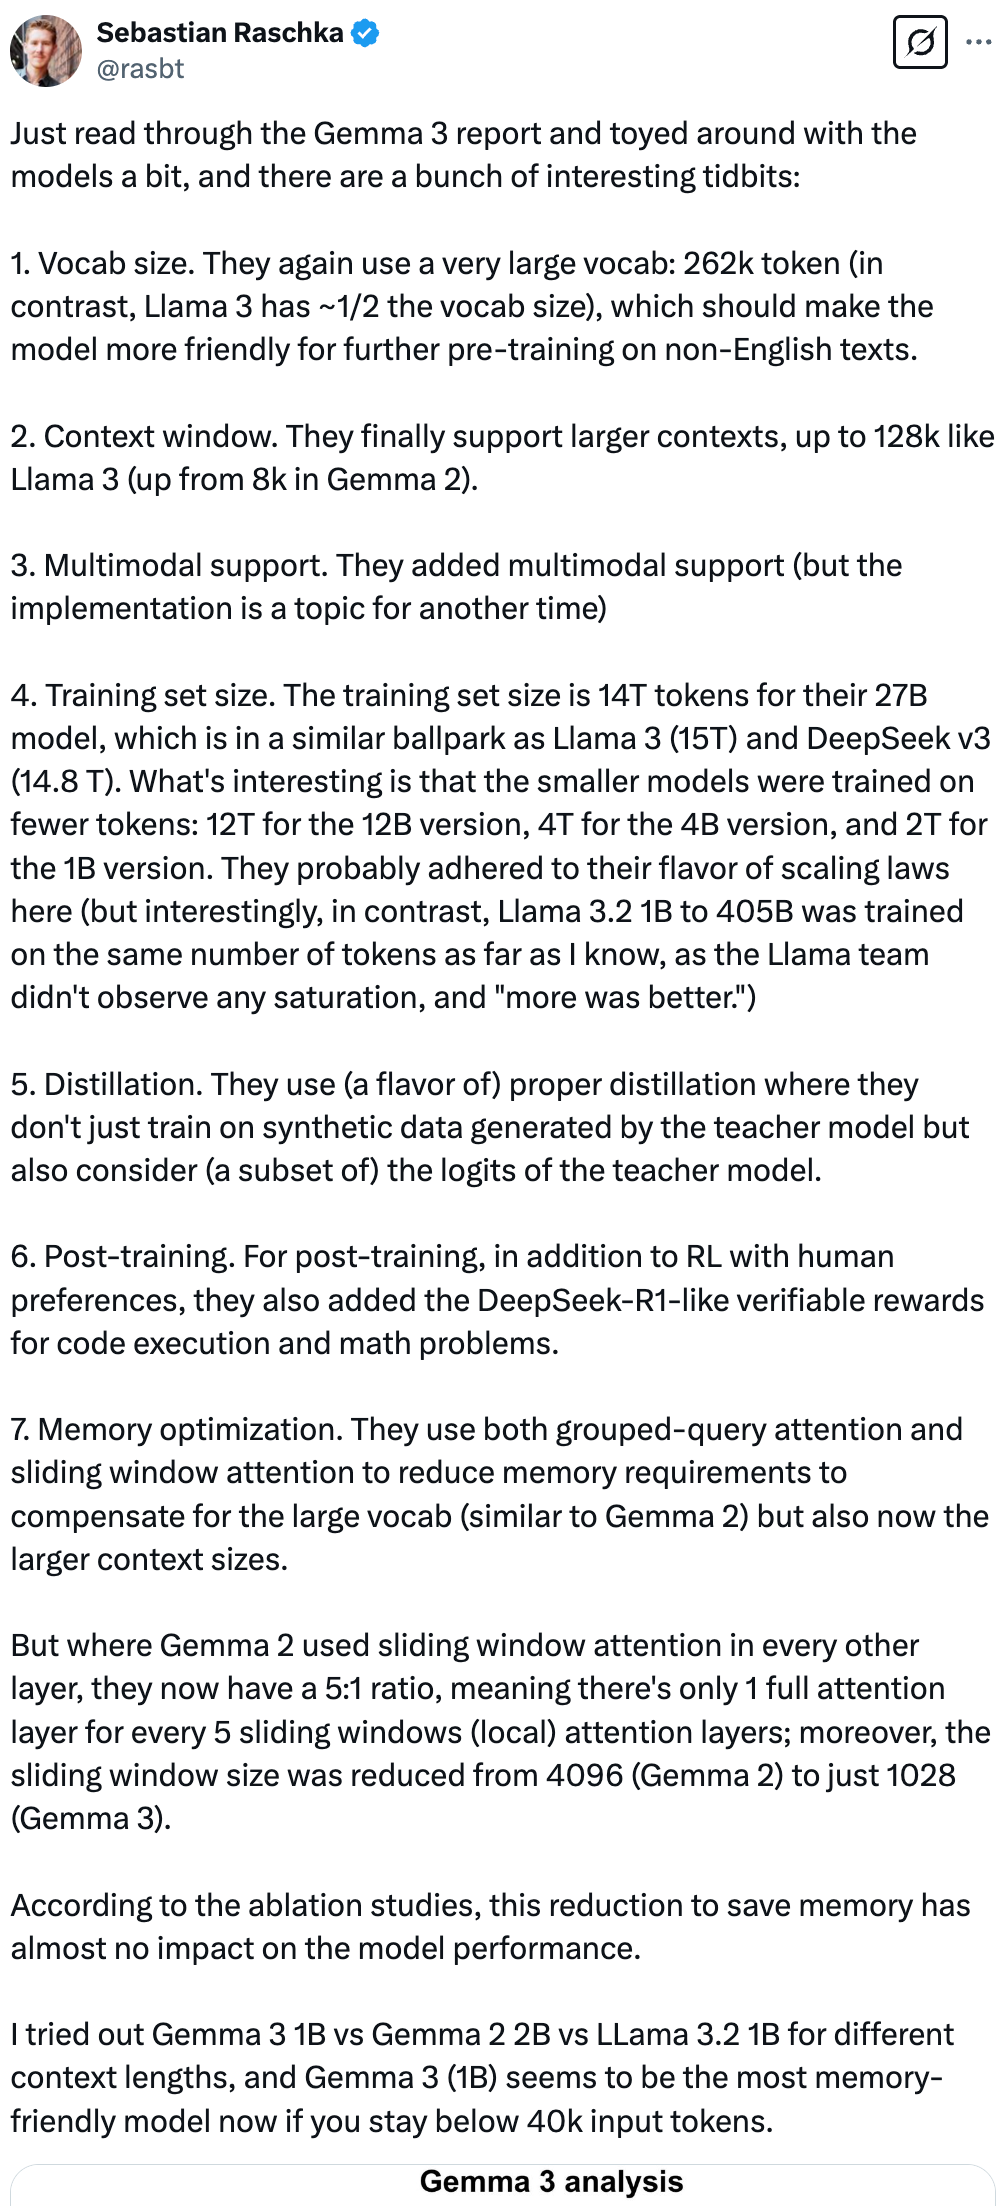 Sebastian Raschka
@rasbt
Just read through the Gemma 3 report and toyed around with the
models a bit, and there are a bunch of interesting tidbits:
1. Vocab size. They again use a very large vocab: 262k token (in
contrast, Llama 3 has ~1/2 the vocab size), which should make the
model more friendly for further pre-training on non-English texts.
2. Context window. They finally support larger contexts, up to 128k like
Llama 3 (up from 8k in Gemma 2).
3. Multimodal support. They added multimodal support (but the
implementation is a topic for another time)
4. Training set size. The training set size is 14T tokens for their 27B
model, which is in a similar ballpark as Llama 3 (15T) and DeepSeek v3
(14.8 T). What's interesting is that the smaller models were trained on
fewer tokens: 12T for the 12B version, 4T for the 4B version, and 2T for
the 1B version. They probably adhered to their flavor of scaling laws
here (but interestingly, in contrast, Llama 3.2 1B to 405B was trained
on the same number of tokens as far as I know, as the Llama team
didn't observe any saturation, and "more was better.")
5. Distillation. They use (a flavor of) proper distillation where they
don't just train on synthetic data generated by the teacher model but
also consider (a subset of) the logits of the teacher model.
6. Post-training. For post-training, in addition to RL with human
preferences, they also added the DeepSeek-R1-like verifiable rewards
for code execution and math problems.
7. Memory optimization. They use both grouped-query attention and
sliding window attention to reduce memory requirements to
compensate for the large vocab (similar to Gemma 2) but also now the
larger context sizes.
But where Gemma 2 used sliding window attention in every other
layer, they now have a 5:1 ratio, meaning there's only 1 full attention
layer for every 5 sliding windows (local) attention layers; moreover, the
sliding window size was reduced from 4096 (Gemma 2) to just 1028
(Gemma 3).
According to the ablation studies, this reduction to save memory has
almost no impact on the model performance.
I tried out Gemma 3 1B vs Gemma 2 2B vs LLama 3.2 1B for different
context lengths, and Gemma 3 (1B) seems to be the most memory-
friendly model now if you stay below 40k input tokens.
Gemma 3 analysis